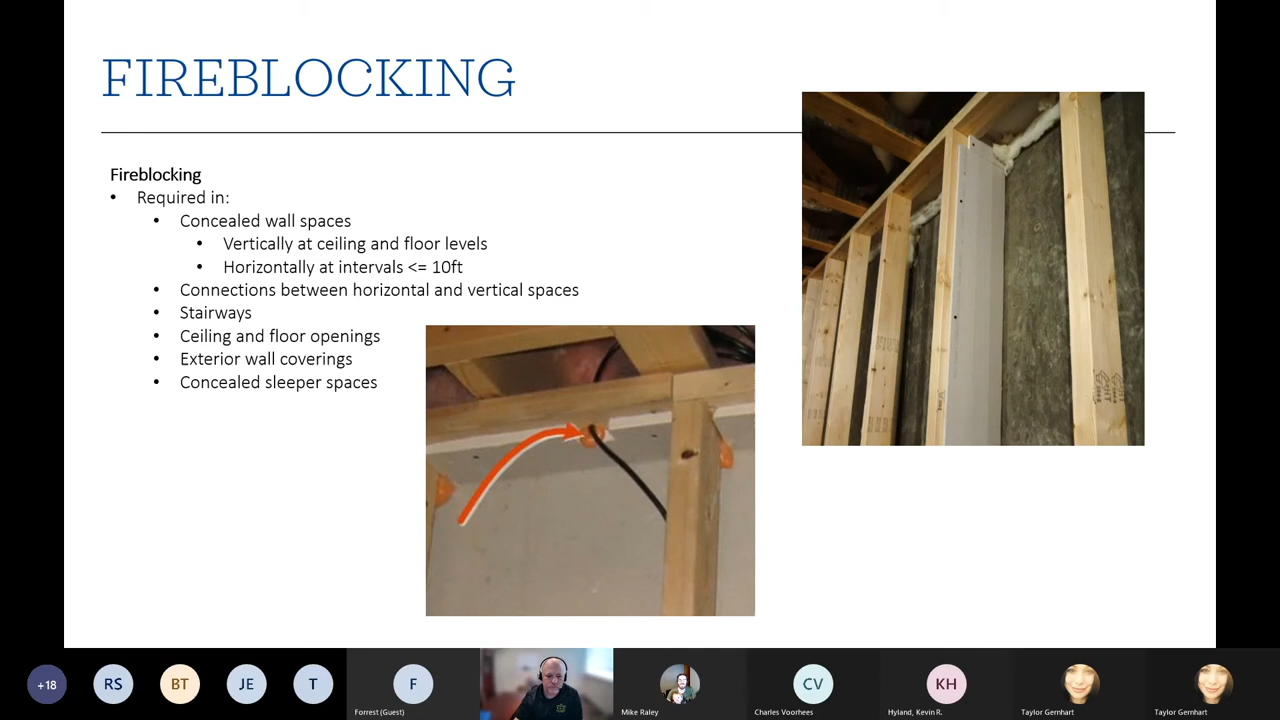 FIREBLOCKING
Fireblocking
• Required in:
• Concealed wall spaces
• Vertically at ceiling and floor levels
• Horizontally at intervals <= 10ft
• Connections between horizontal and vertical spaces
• Stairways
• Ceiling and floor openings
• Exterior wall coverings
• Concealed sleeper spaces
+18
RS
BT
JE
T
F
CV
KH
Forrest (Guest)
Mike Raley
Charles Voorhees
Hyland, Kevin R.
Taylor Gernhart
Taylor Gernhart